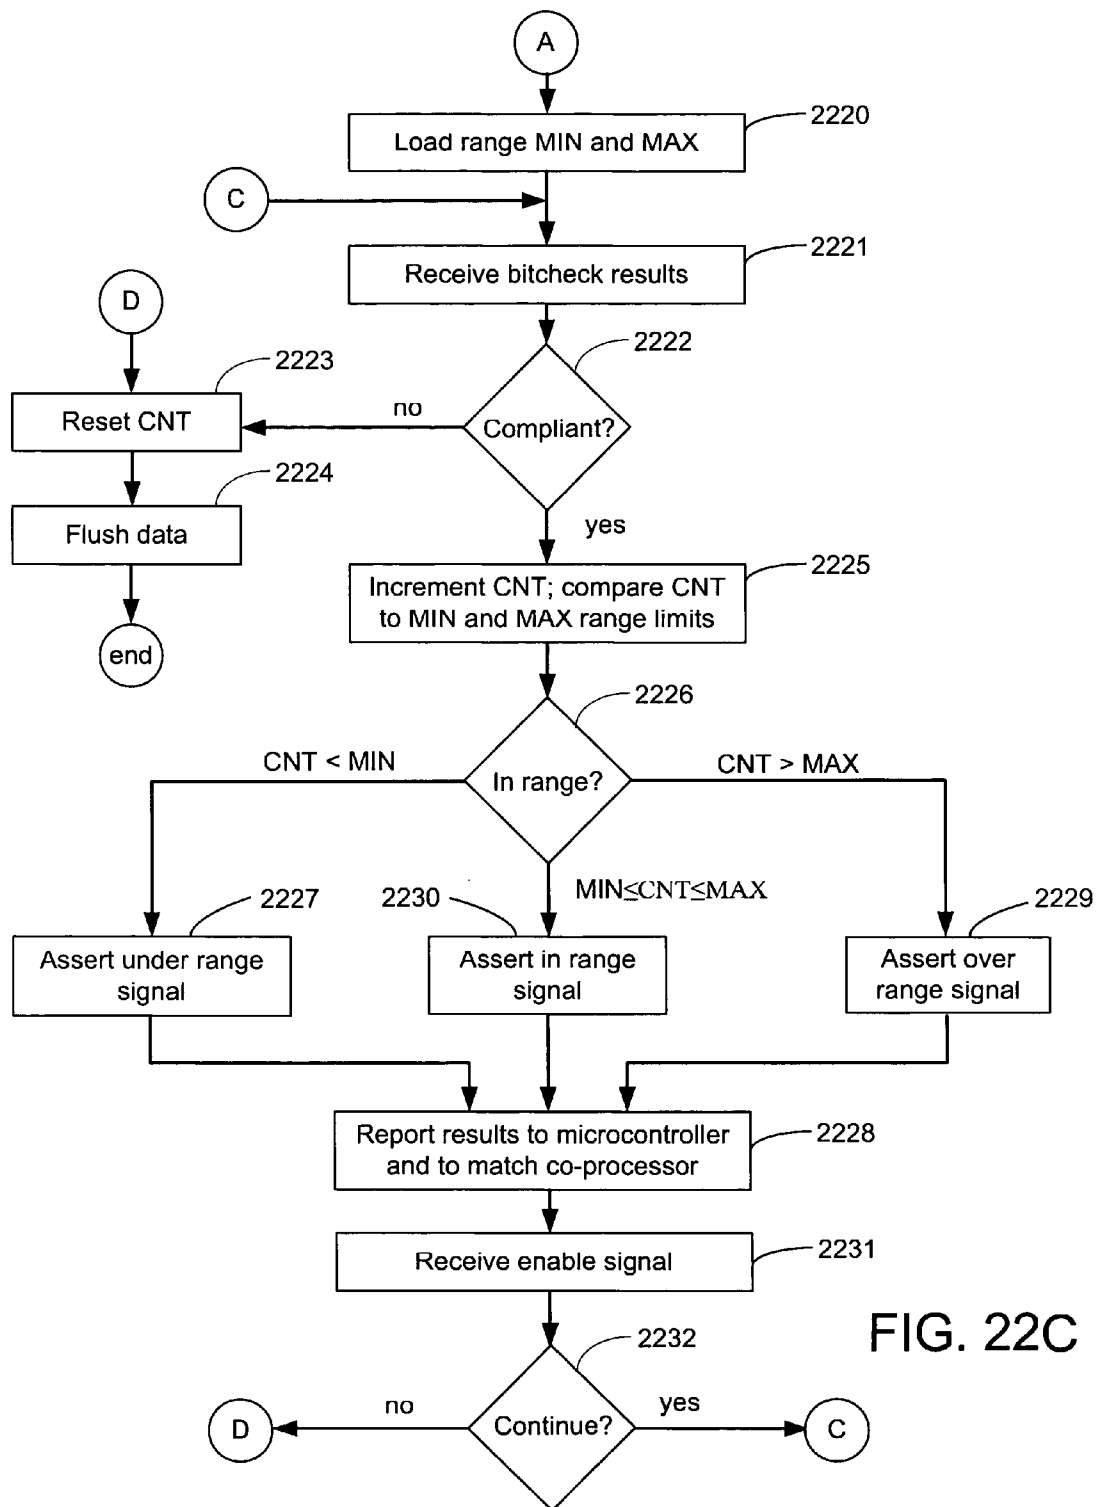 A
2220
Load range MIN and MAX
C
2221
Receive bitcheck results
D
2222
2223
no
Reset CNT
Compliant?
2224
Flush data
yes
2225
Increment CNT; compare CNT
to MIN and MAX range limits
end
2226
CNT < MIN
CNT > MAX
In range?
MIN≤CNT≤MAX
2227
2230
2229
Assert under range
signal
Assert in range
signal
Assert over
range signal
Report results to microcontroller
and to match co-processor
2228
Receive enable signal
2231
FIG. 22C
2232
no
yes
D
Continue?
C